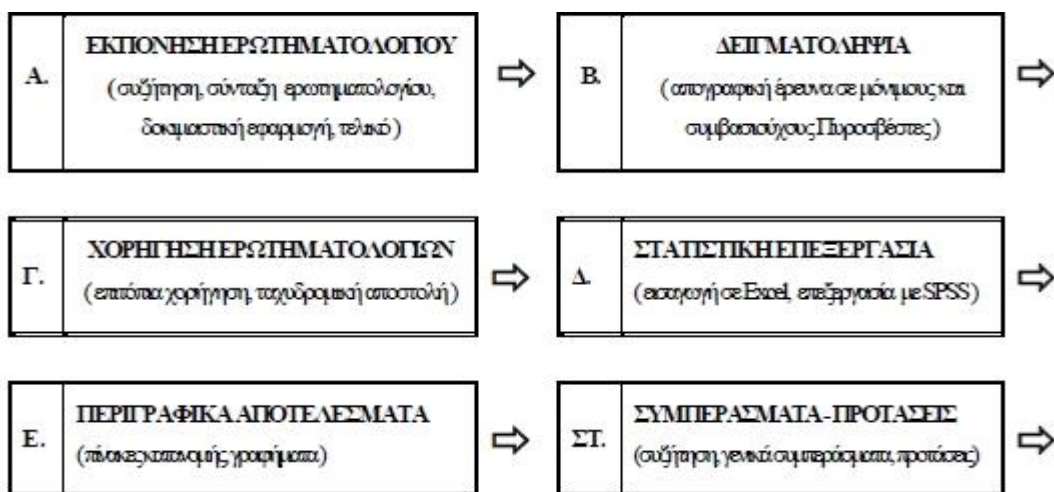 Α.
ΕΚΠΟΝΗΣΗ ΕΡΩΤΗΜΑΤΟΛΟΓΙΟΥ
(συζήτηση, σύνταξη ερωτηματολογίου,
δοκιμαστική εφαρμογή, τελικό)
Β.
ΔΕΙΓΜΑΤΟΛΗΨΙΑ
(απογραφική έρευνα σε μόνιμους και
συμβασιούχους Πυροσβέστες)
Γ.
ΧΟΡΗΓΗΣΗ ΕΡΩΤΗΜΑΤΟΛΟΓΙΩΝ
(επιτόπια χορήγηση, ταχυδρομική αποστολή)
Δ.
ΣΤΑΤΙΣΤΙΚΗ ΕΠΕΞΕΡΓΑΣΙΑ
(εισαγωγή σε Excel, επεξεργασία με SPSS)
Ε.
ΠΕΡΙΓΡΑΦΙΚΑ ΑΠΟΤΕΛΕΣΜΑΤΑ
(πίνακες κατανομής, γραφήματα)
ΣΤ.
ΣΥΜΠΕΡΑΣΜΑΤΑ - ΠΡΟΤΑΣΕΙΣ
(συζήτηση, γενικά συμπεράσματα, προτάσεις)